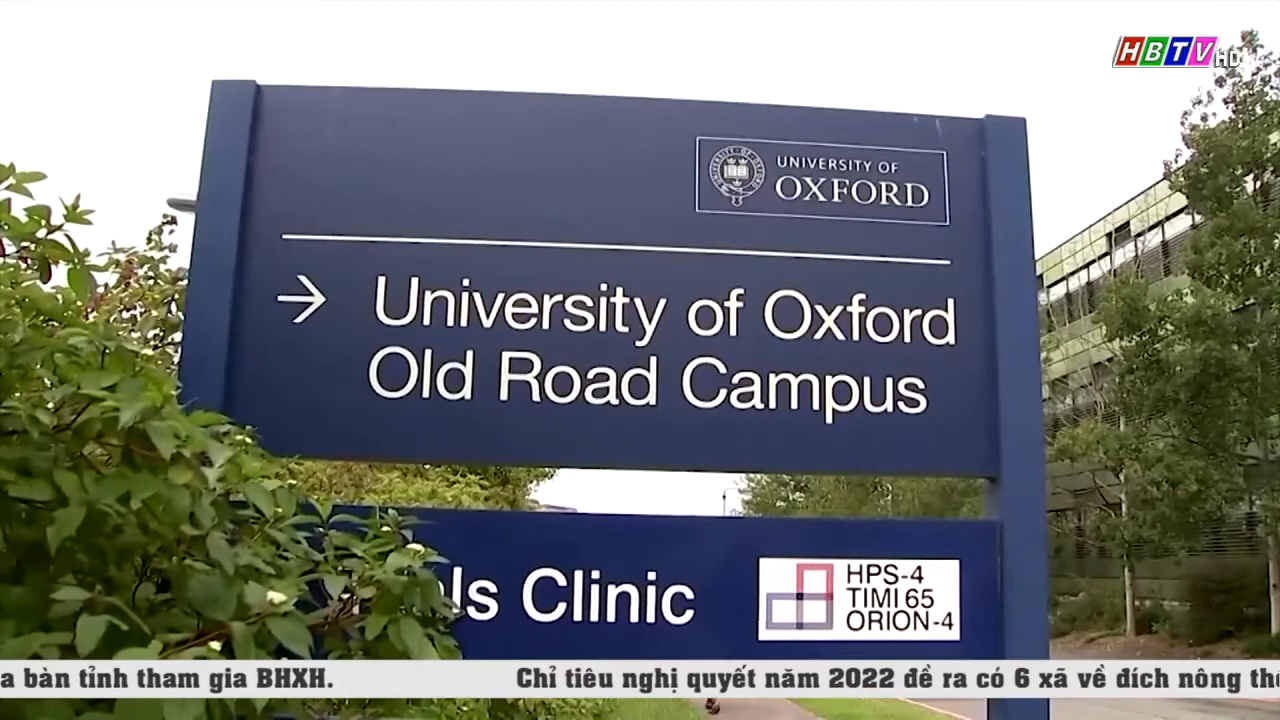 HBTV HD
UNIVERSITY OF
OXFORD
→ University of Oxford
Old Road Campus
Clinic
HPS-4
TIMI 65
ORION-4
a bàn tỉnh tham gia BHXH. Chỉ tiêu nghị quyết năm 2022 đề ra có 6 xã về đích nông